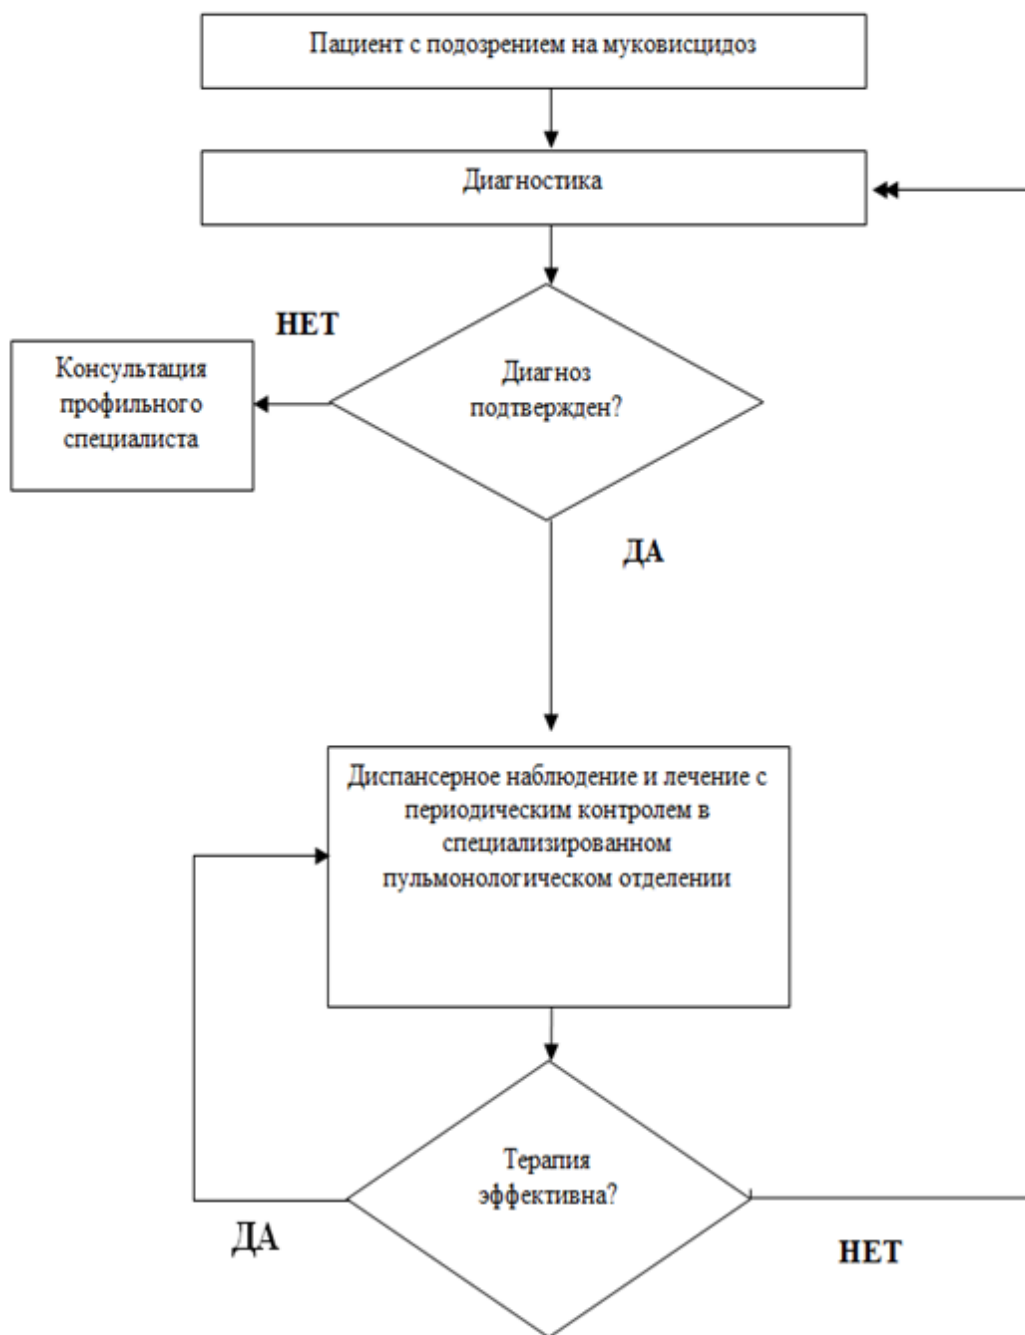 Пациент с подозрением на муковисцидоз
Диагностика
НЕТ
Консультация
профильного
специалиста
Диагноз
подтвержден?
ДА
Диспансерное наблюдение и лечение с
периодическим контролем в
специализированном
пульмонологическом отделении
Терапия
эффективна?
ДА
НЕТ